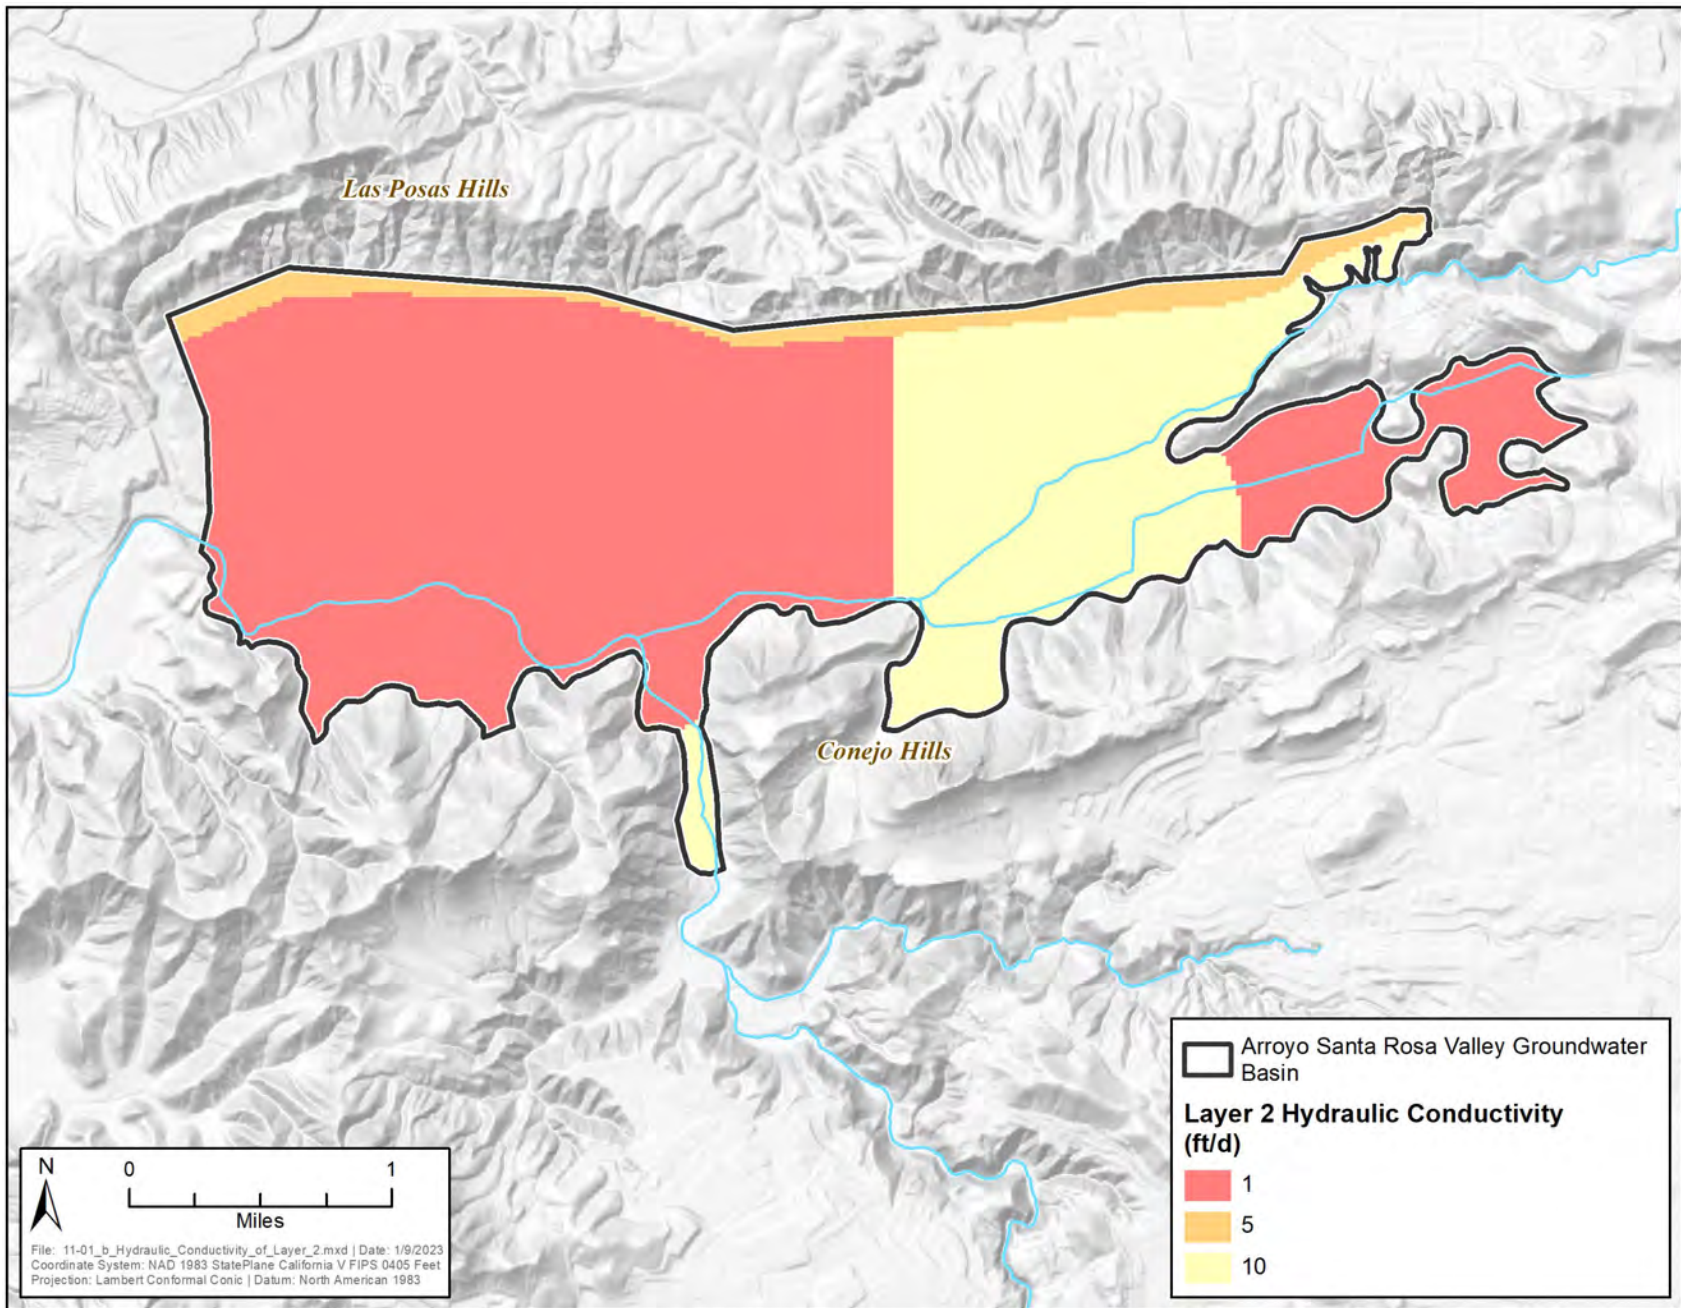 Las Posas Hills
Conejo Hills
Arroyo Santa Rosa Valley Groundwater
Basin
Layer 2 Hydraulic Conductivity
(ft/d)
1
5
10
N
0 1
Miles
File: 11-01_b_Hydraulic_Conductivity_of_Layer_2.mxd | Date: 1/9/2023
Coordinate System: NAD 1983 StatePlane California V FIPS 0405 Feet
Projection: Lambert Conformal Conic | Datum: North American 1983